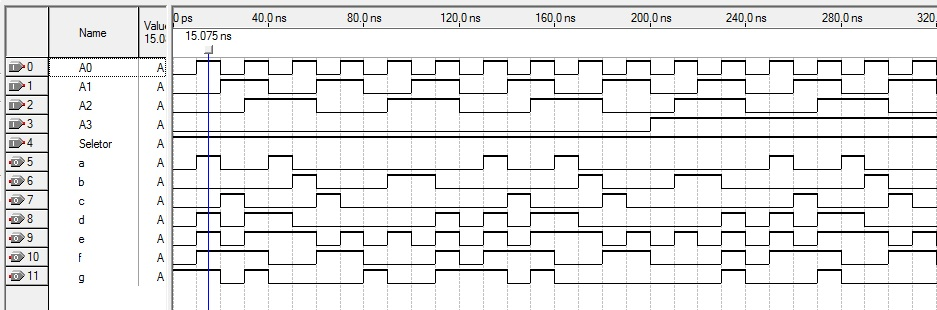 Name
Value
15.0
0 ps
40.0 ns
80.0 ns
120.0 ns
160.0 ns
200.0 ns
240.0 ns
280.0 ns
320.
15.075 ns
0 A0 A
1 A1 A
2 A2 A
3 A3 A
4 Seletor A
5 a A
6 b A
7 c A
8 d A
9 e A
10 f A
11 g A